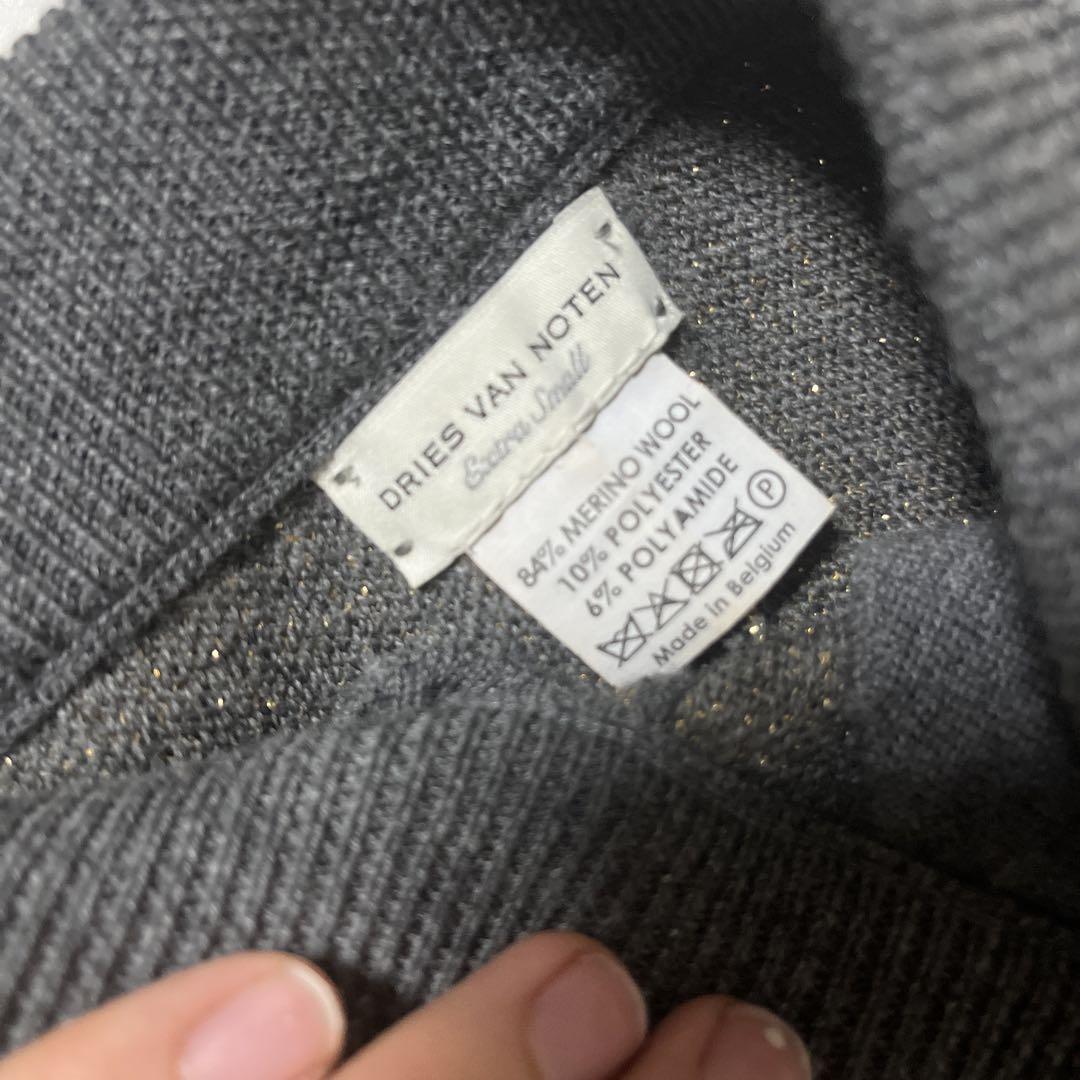 DRIES VAN NOTEN
Extra Small
84% MERINO WOOL
10% POLYESTER
6% POLYAMIDE
P
Made in Belgium